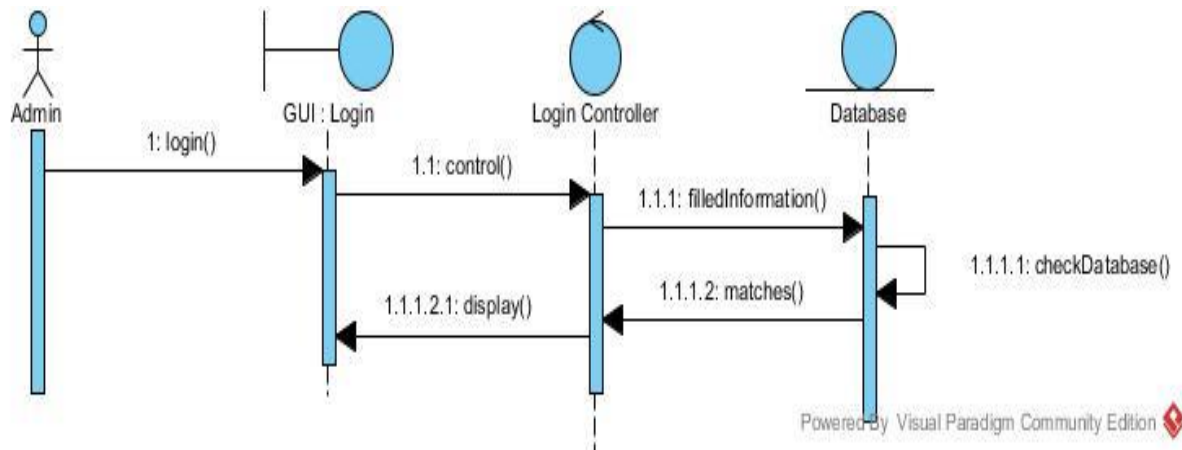 Admin
GUI : Login
Login Controller
Database
1: login()
1.1: control()
1.1.1: filledInformation()
1.1.1.1: checkDatabase()
1.1.1.2: matches()
1.1.1.2.1: display()
Powered By Visual Paradigm Community Edition